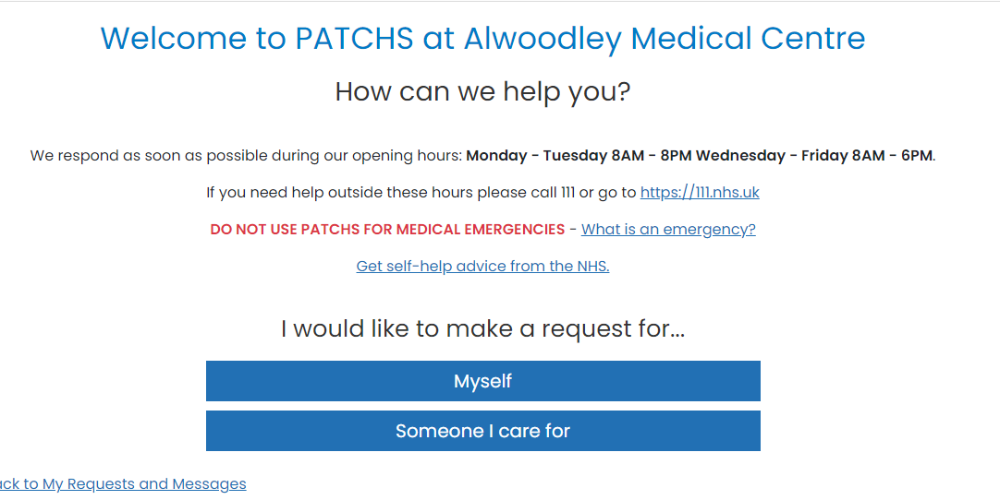 Welcome to PATCHS at Alwoodley Medical Centre
How can we help you?
We respond as soon as possible during our opening hours: Monday - Tuesday 8AM - 8PM Wednesday - Friday 8AM - 6PM.
If you need help outside these hours please call 111 or go to https://111.nhs.uk
DO NOT USE PATCHS FOR MEDICAL EMERGENCIES - What is an emergency?
Get self-help advice from the NHS.
I would like to make a request for...
Myself
Someone I care for
ack to My Requests and Messages